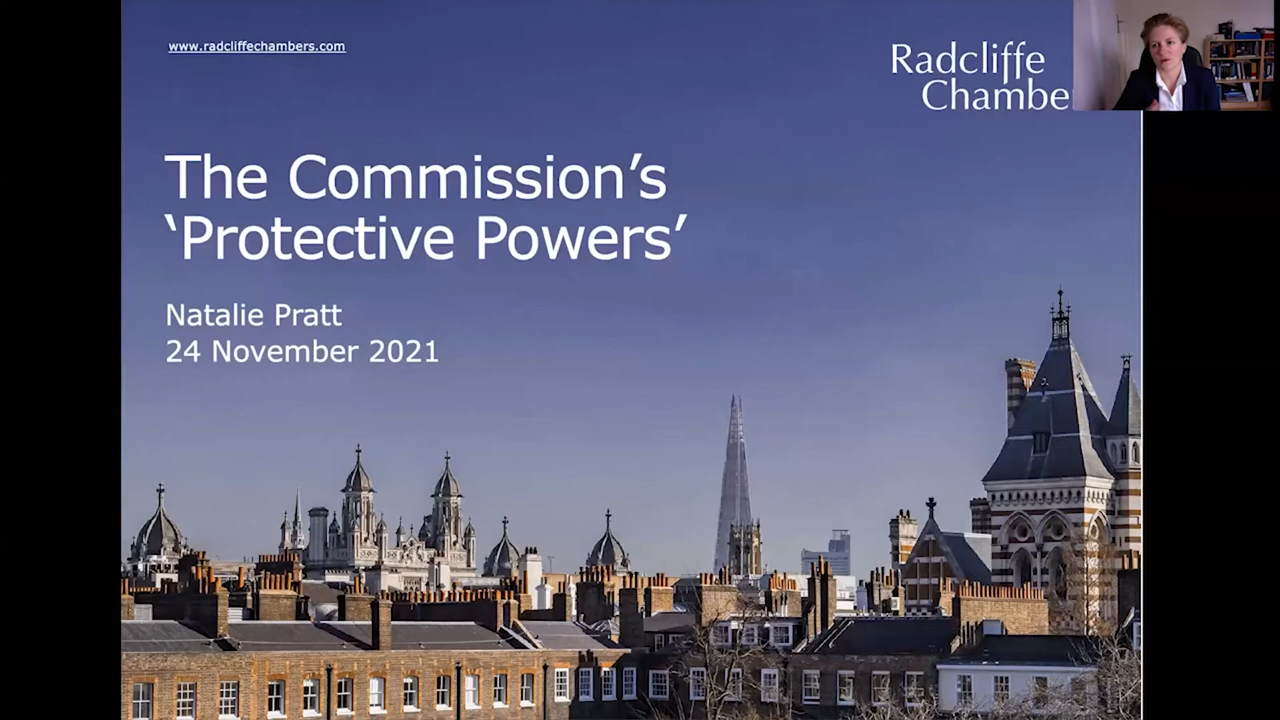 www.radcliffechambers.com
Radcliffe
Chambe
The Commission's
'Protective Powers'
Natalie Pratt
24 November 2021